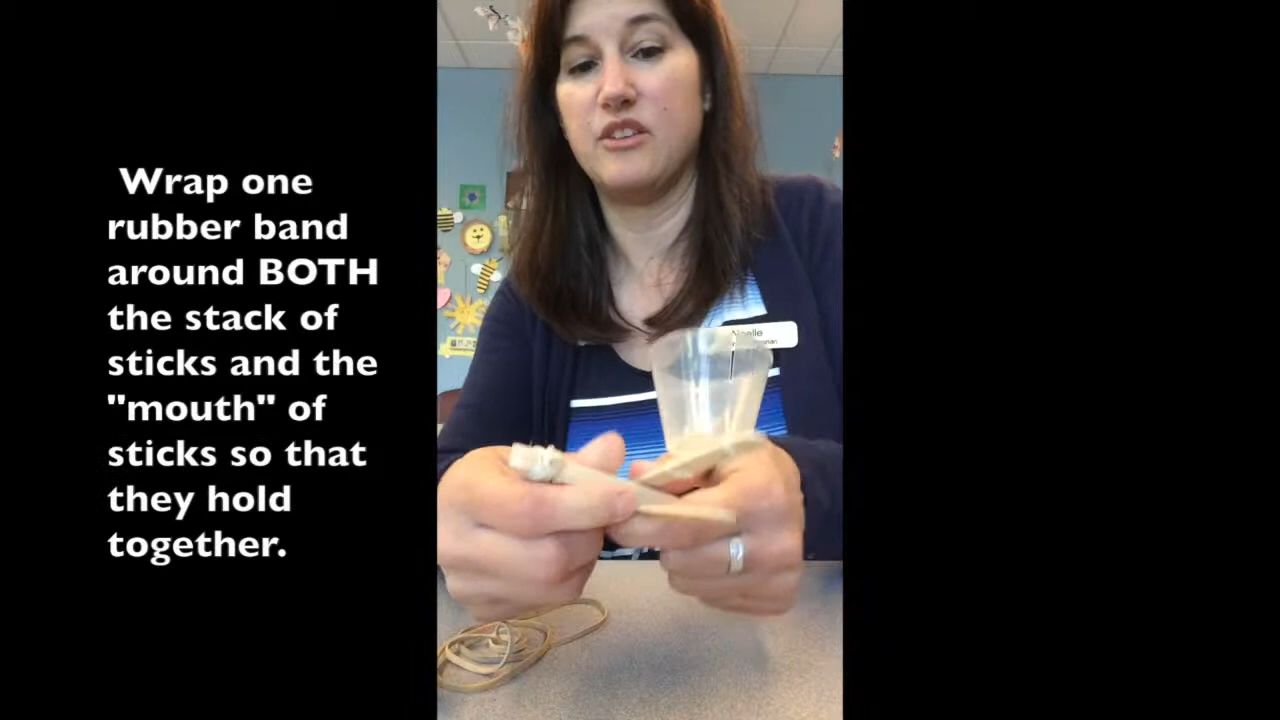 Wrap one
rubber band
around BOTH
the stack of
sticks and the
"mouth" of
sticks so that
they hold
together.
Noelle